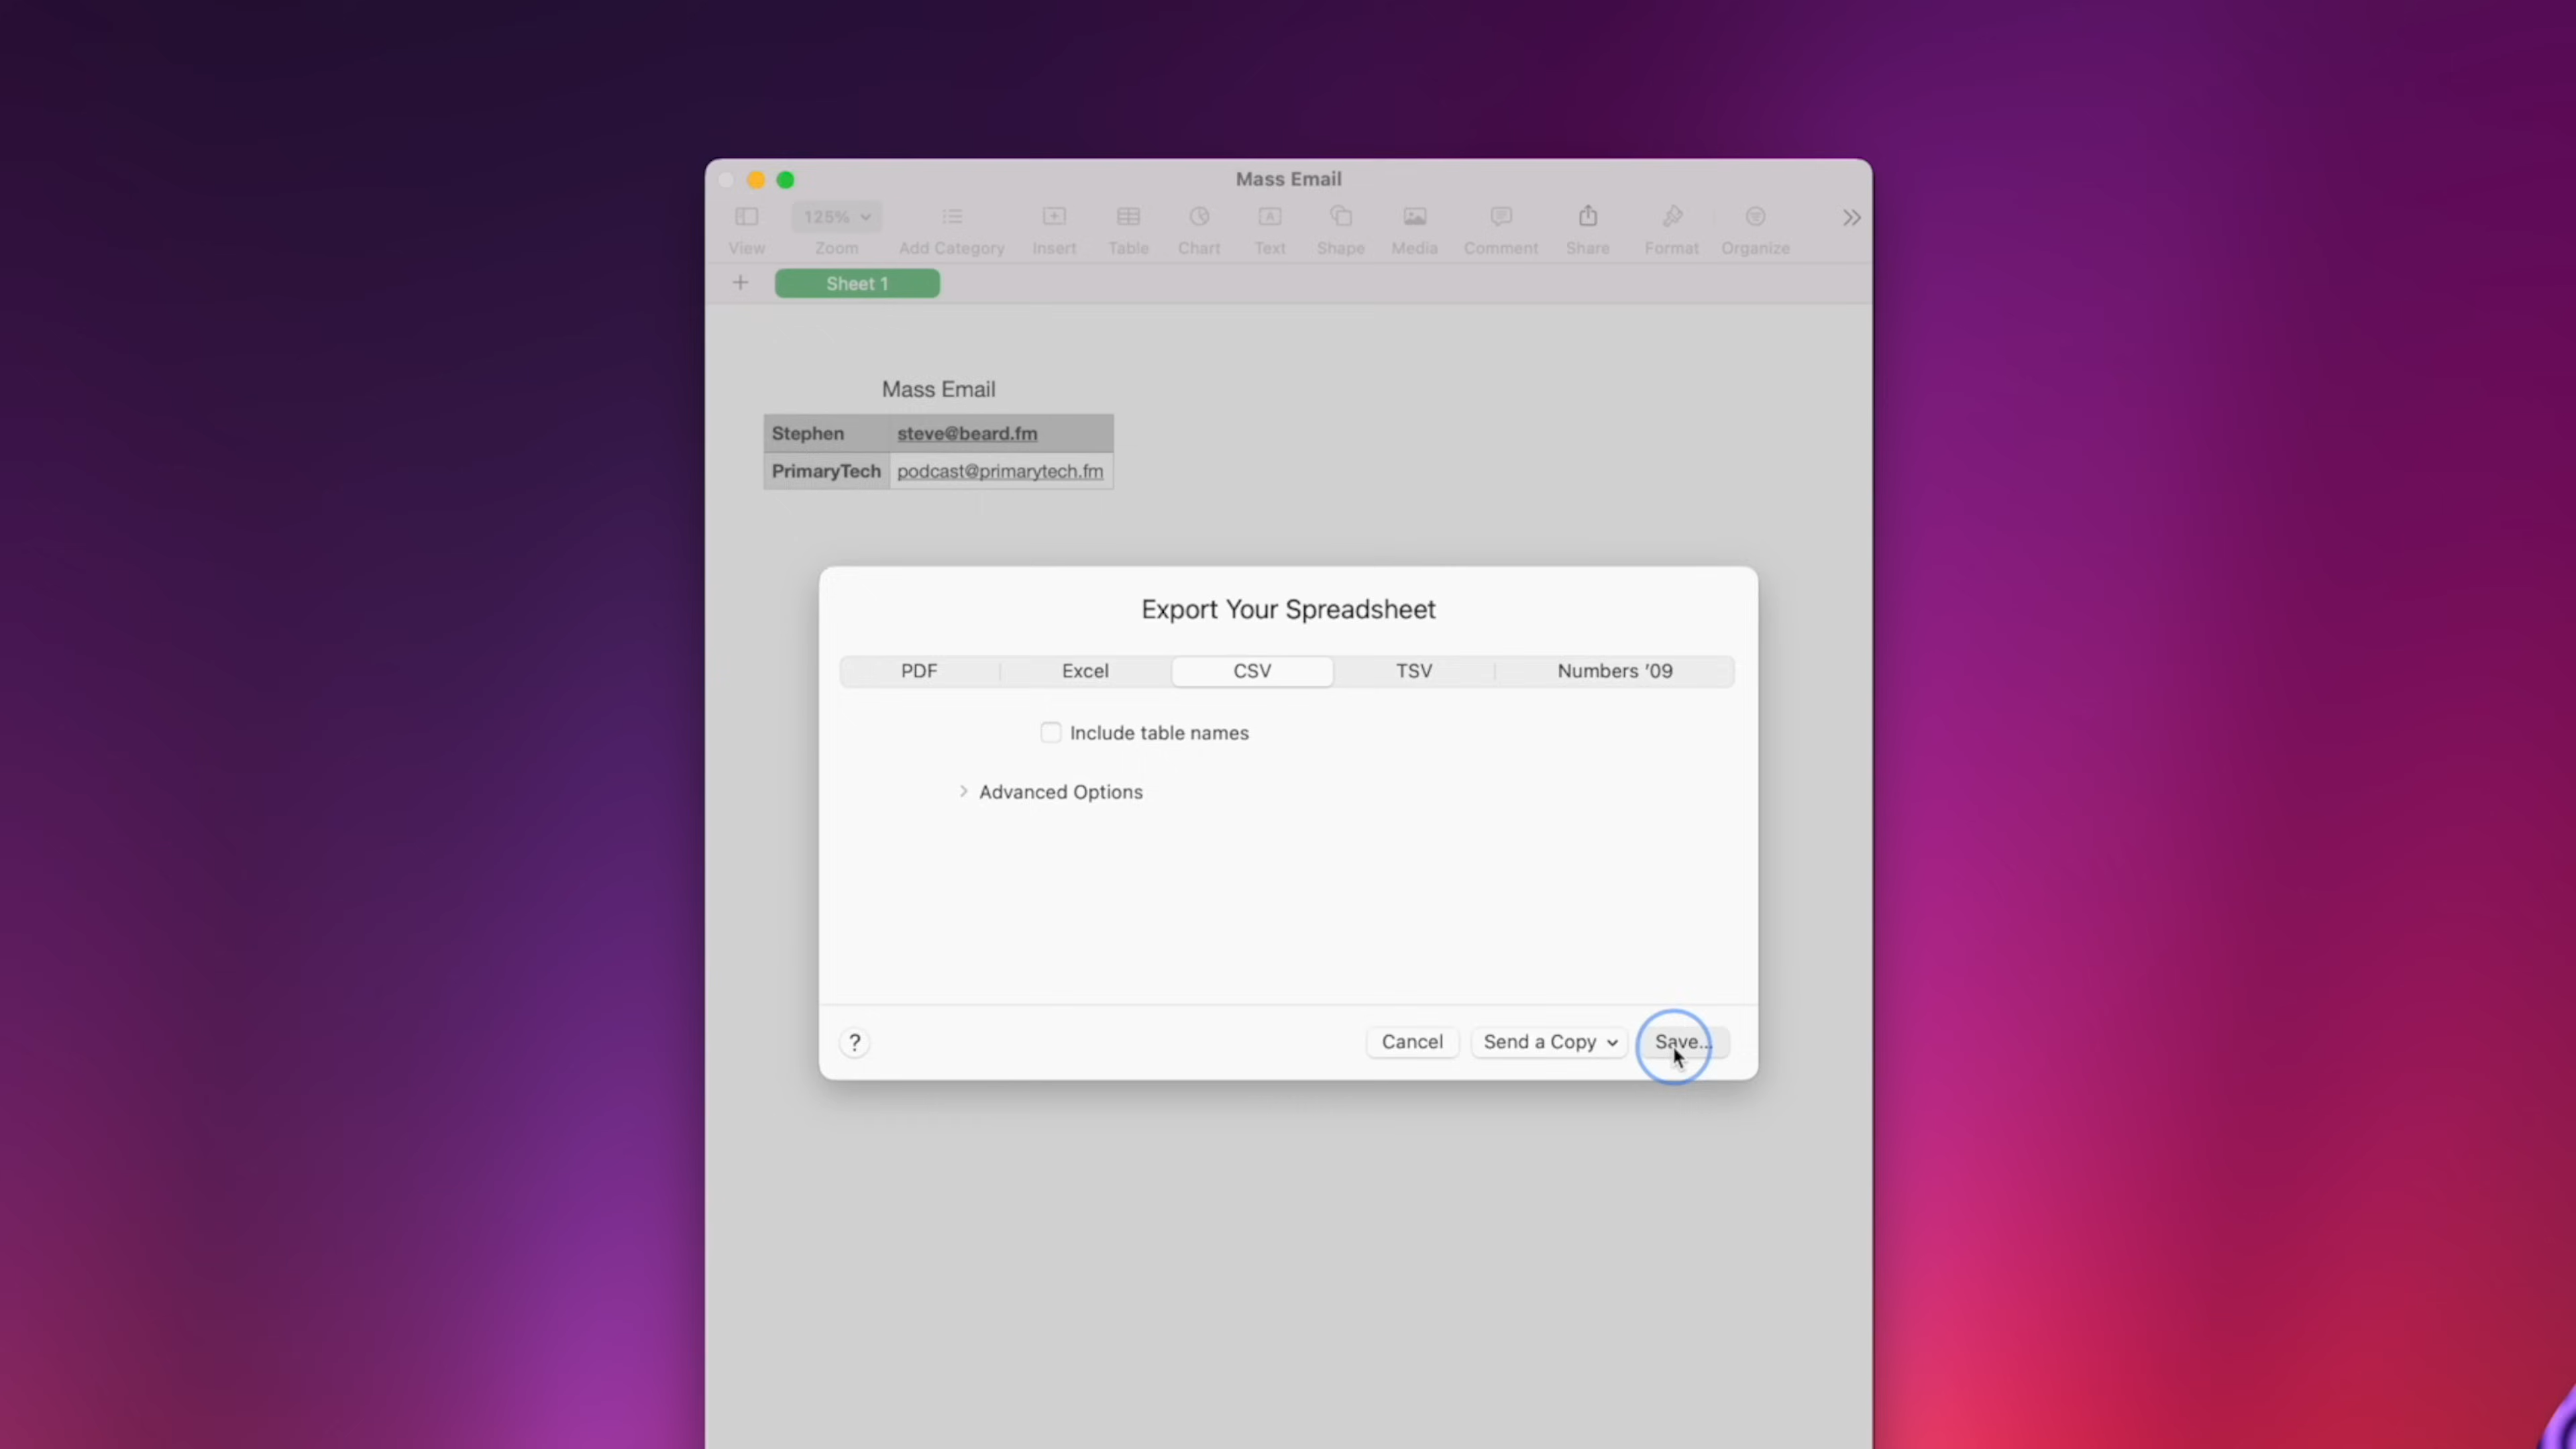 Mass Email
125%
View Zoom Add Category Insert Table Chart Text Shape Media Comment Share Format Organize
Sheet 1
Mass Email
Stephen steve@beard.fm
PrimaryTech podcast@primarytech.fm
Export Your Spreadsheet
PDF Excel CSV TSV Numbers '09
Include table names
Advanced Options
? Cancel Send a Copy Save...